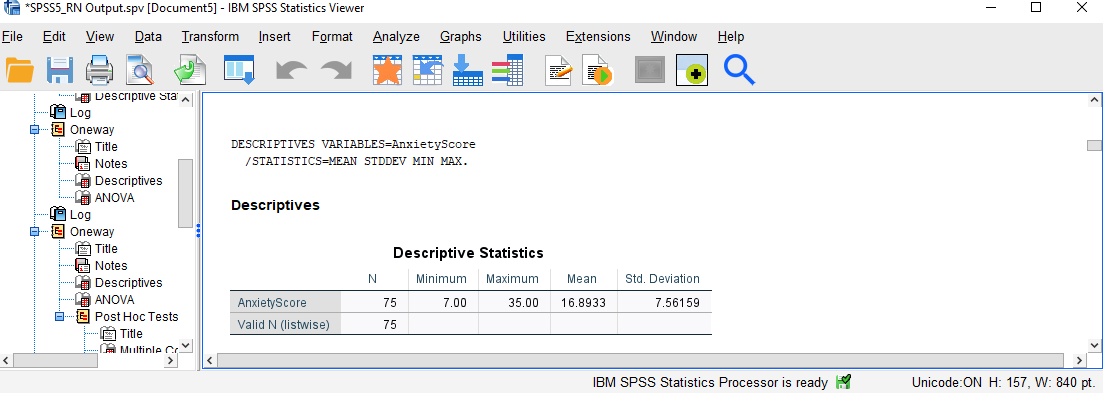 *SPSS5_RN Output.spv [Document5] - IBM SPSS Statistics Viewer
File Edit View Data Transform Insert Format Analyze Graphs Utilities Extensions Window Help
Descriptive Sta
Log
Oneway
Title
Notes
Descriptives
ANOVA
Log
Oneway
Title
Notes
Descriptives
ANOVA
Post Hoc Tests
Title
Multiple Co
DESCRIPTIVES VARIABLES=AnxietyScore
/STATISTICS=MEAN STDDEV MIN MAX.
Descriptives
Descriptive Statistics
N Minimum Maximum Mean Std. Deviation
AnxietyScore 75 7.00 35.00 16.8933 7.56159
Valid N (listwise) 75
IBM SPSS Statistics Processor is ready Unicode:ON H: 157, W: 840 pt.